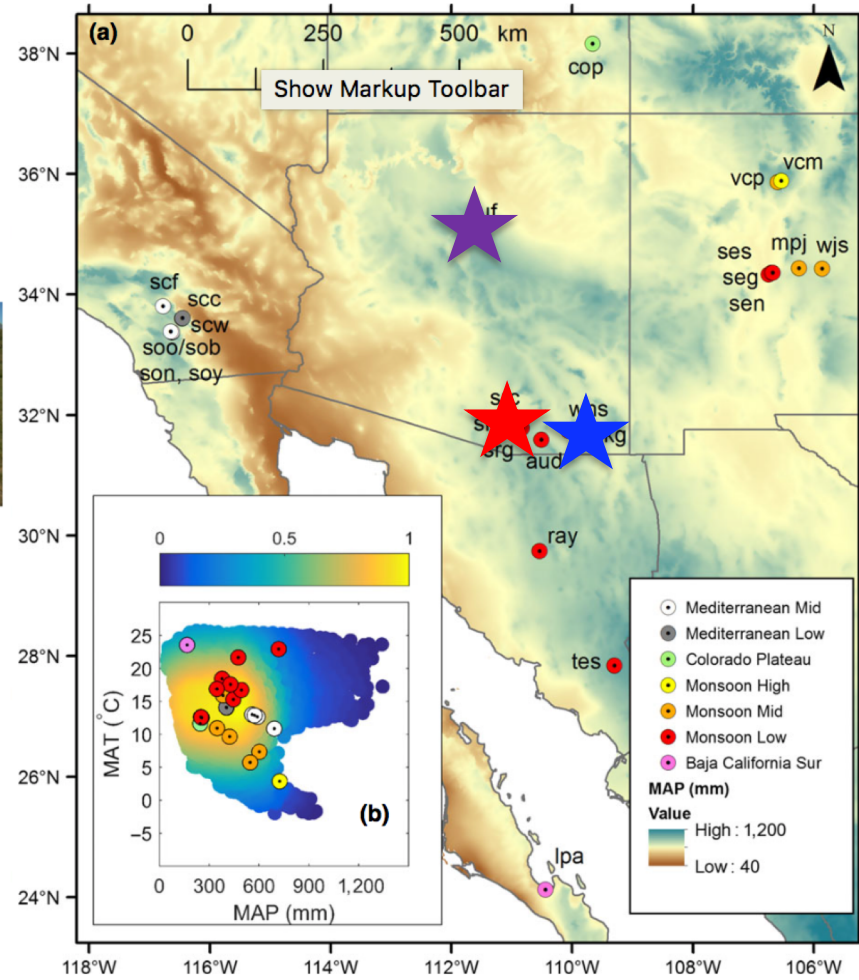 (a)
0 250 500 km
N
Show Markup Toolbar
38°N
36°N
34°N
32°N
30°N
28°N
26°N
24°N
cop
vcm
vcp
mpj wjs
ses
seg
sen
scf
scc
scw
soo/sob
son, soy
aud
ray
tes
lpa
0 0.5 1
25
20
15
10
5
0
−5
MAT (°C)
0 300 600 1,200
MAP (mm)
(b)
Mediterranean Mid
Mediterranean Low
Colorado Plateau
Monsoon High
Monsoon Mid
Monsoon Low
Baja California Sur
MAP (mm)
Value
High : 1,200
Low : 40
118°W 116°W 114°W 112°W 110°W 108°W 106°W